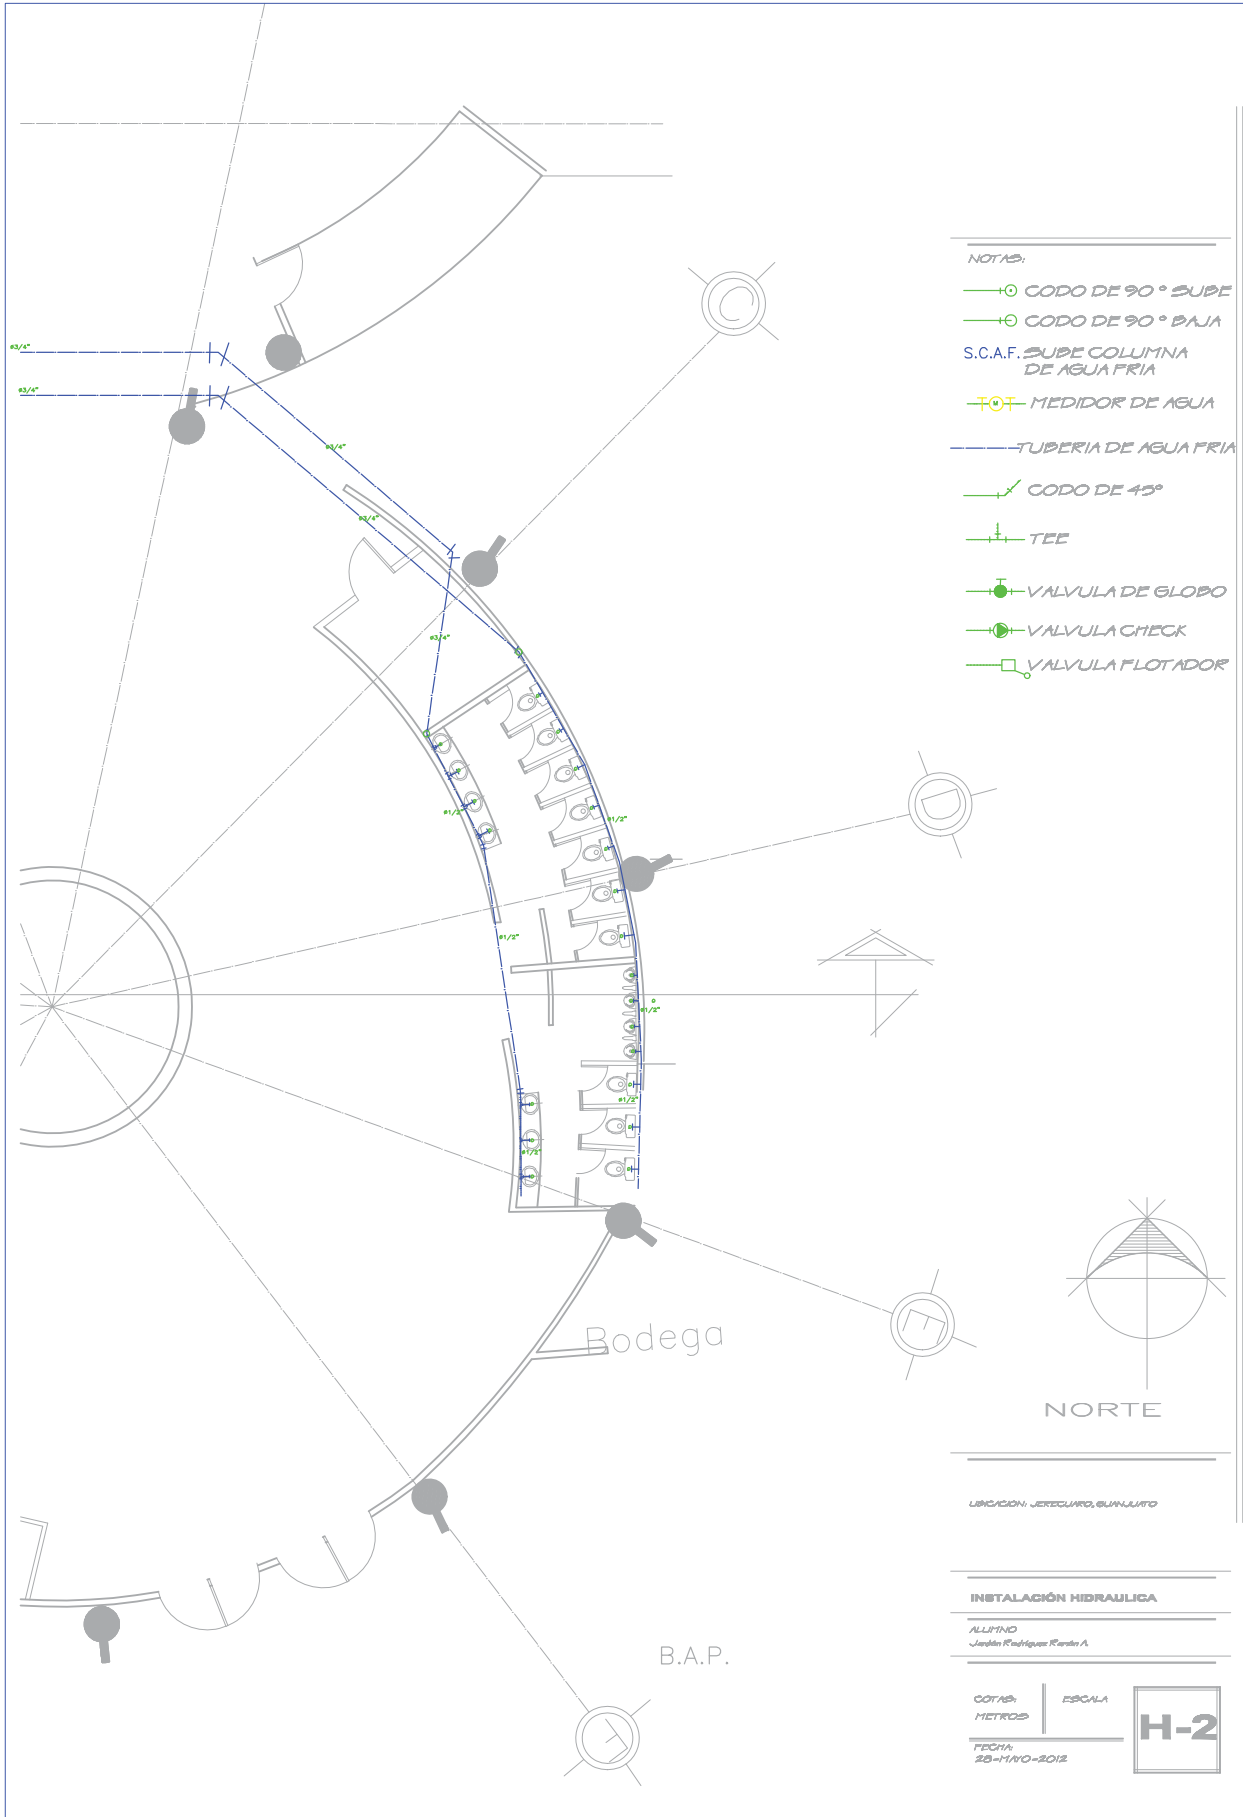 NOTAS:
CODO DE 90 ° SUBE
CODO DE 90 ° BAJA
S.C.A.F. SUBE COLUMNA
DE AGUA FRIA
M MEDIDOR DE AGUA
TUBERIA DE AGUA FRIA
CODO DE 45°
TEE
VALVULA DE GLOBO
VALVULA CHECK
VALVULA FLOTADOR
ø3/4"
ø3/4"
ø3/4"
ø3/4"
ø3/4"
ø1/2"
ø1/2"
ø1/2"
ø1/2"
ø1/2"
ø1/2"
C
D
E
F
Bodega
B.A.P.
NORTE
UBICACIÓN: JERECUARO, GUANJUATO
INSTALACIÓN HIDRAULICA
ALUMNO
COTAS:
METROS
ESCALA
FECHA:
28-MAYO-2012
H-2